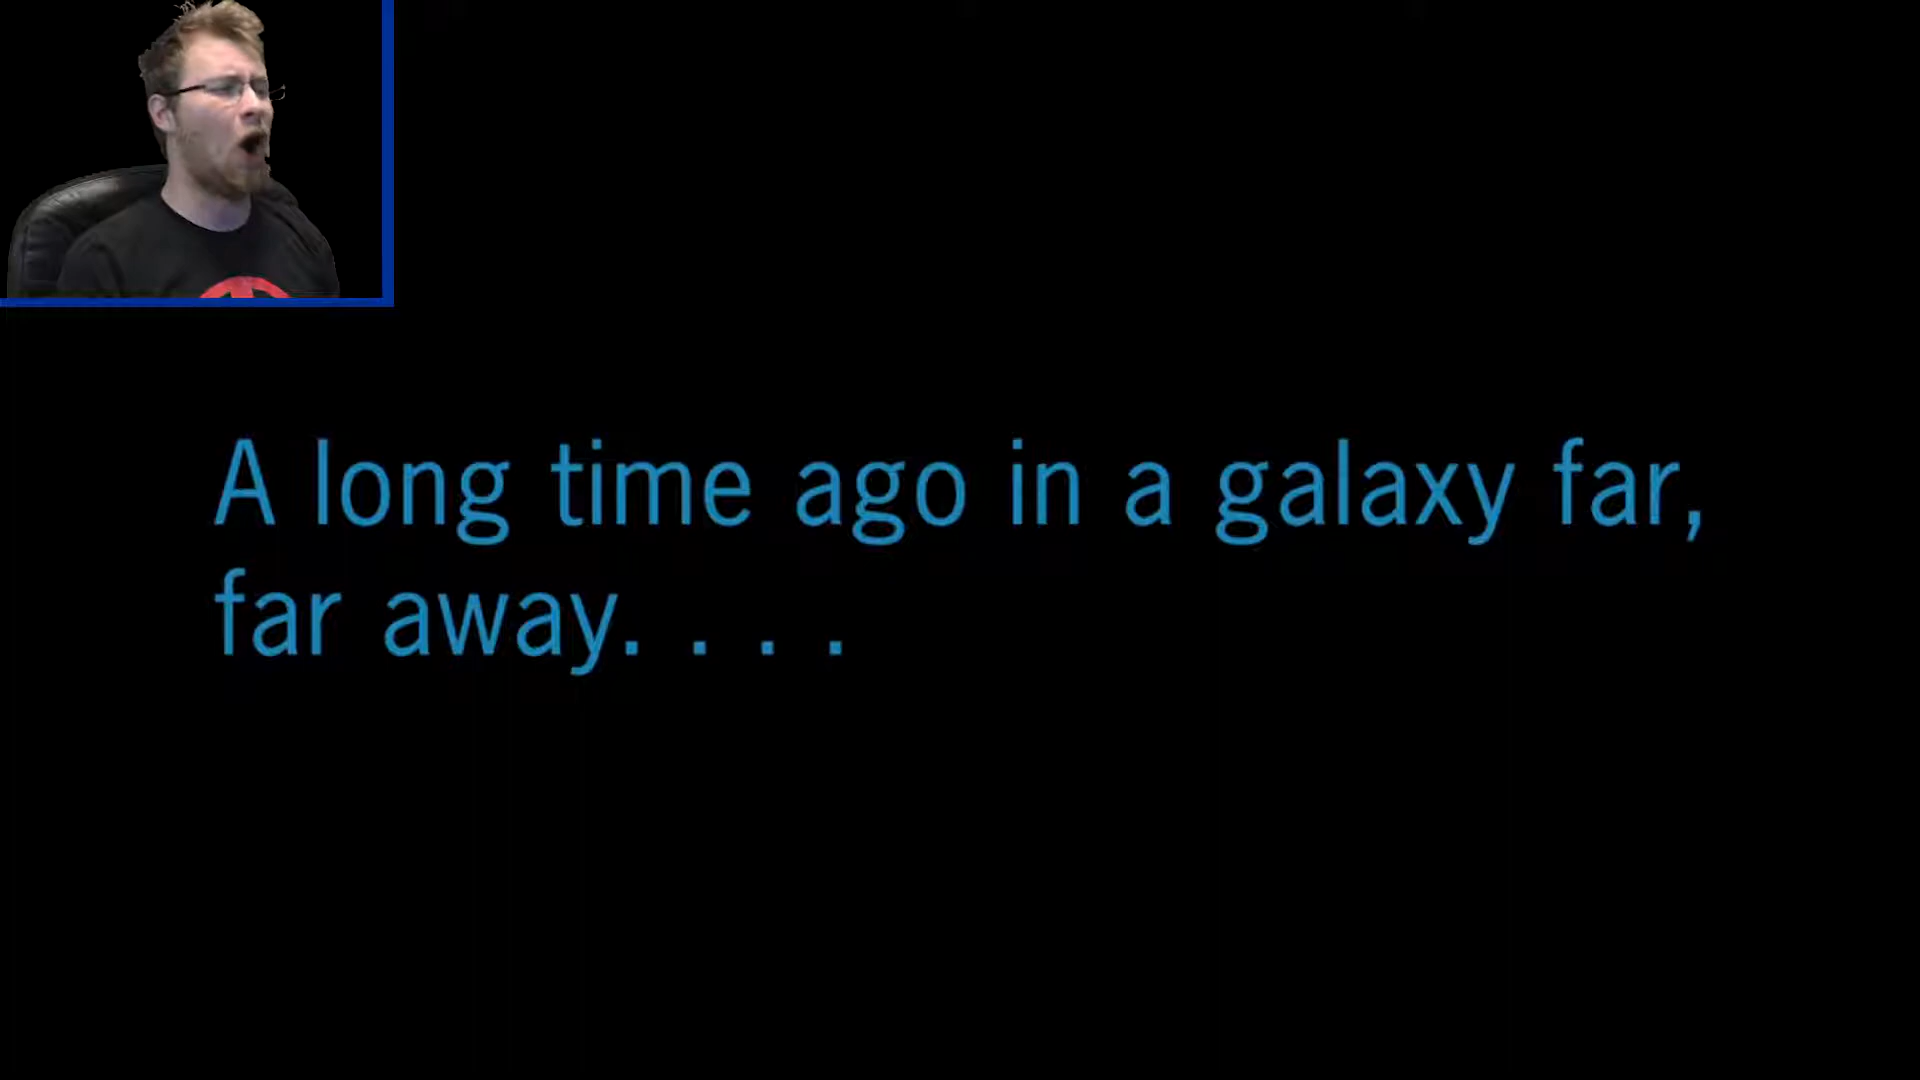 A long time ago in a galaxy far,
far away. . . .